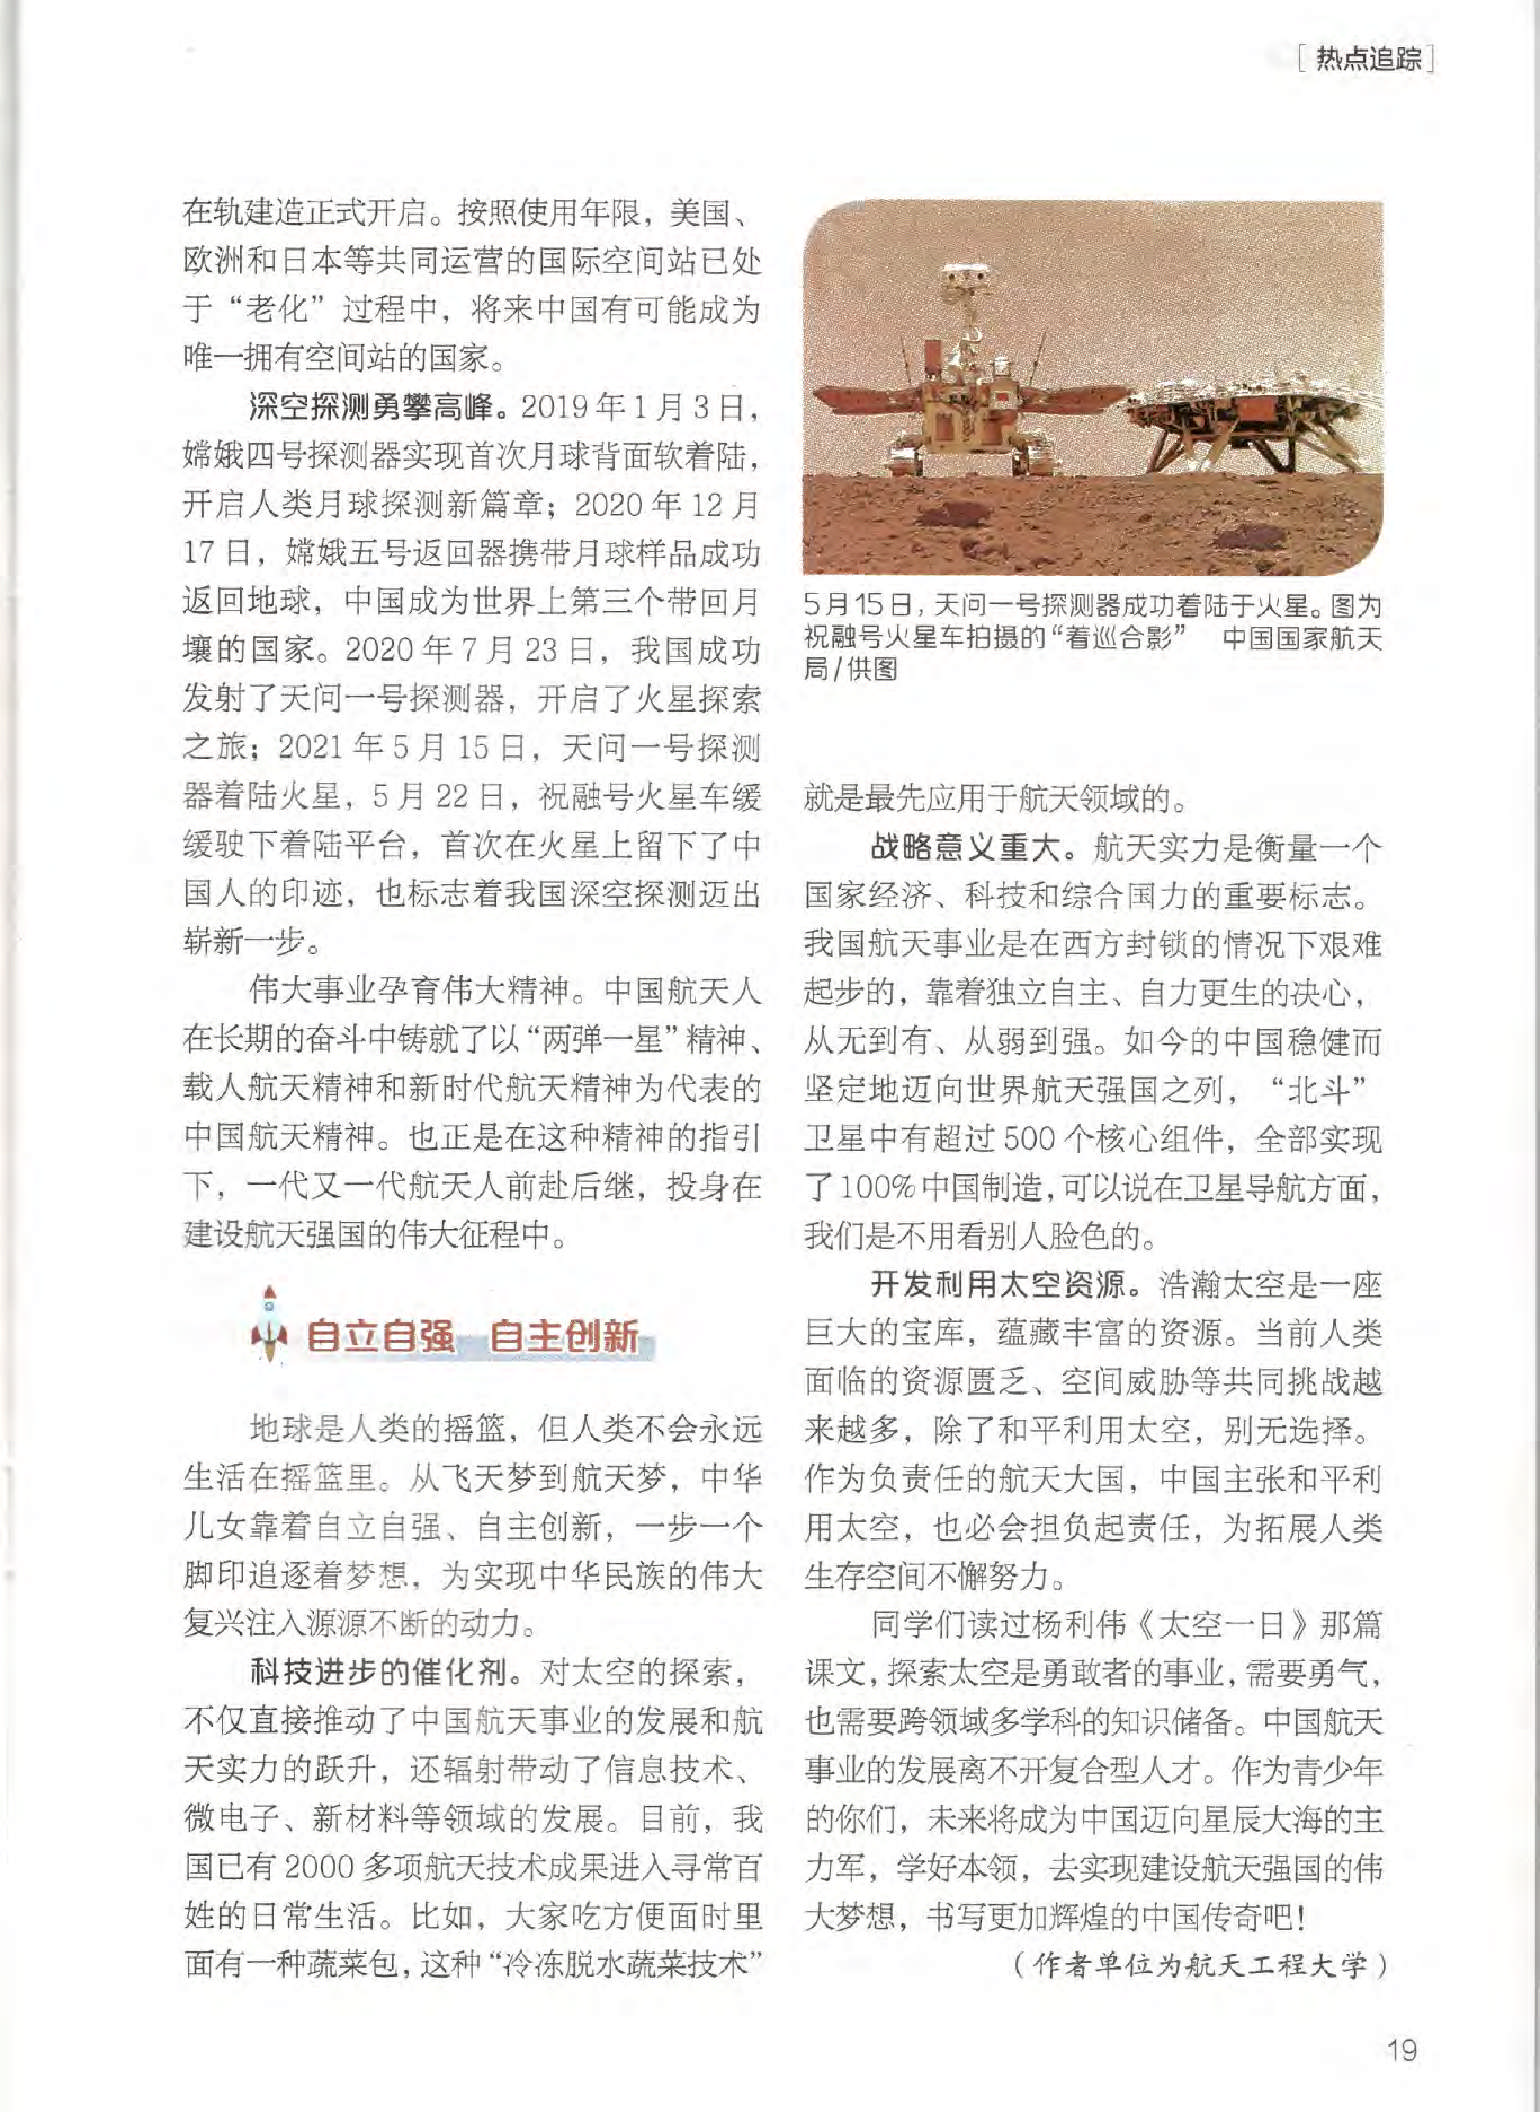 [热点追踪]
在轨建造正式开启。按照使用年限，美国、
欧洲和日本等共同运营的国际空间站已处
于“老化”过程中，将来中国有可能成为
唯一拥有空间站的国家。
深空探测勇攀高峰。2019年1月3日，
嫦娥四号探测器实现首次月球背面软着陆，
开启人类月球探测新篇章；2020年12月
17日，嫦娥五号返回器携带月球样品成功
返回地球，中国成为世界上第三个带回月
壤的国家。2020年7月23日，我国成功
发射了天问一号探测器，开启了火星探索
之旅；2021年5月15日，天问一号探测
器着陆火星，5月22日，祝融号火星车缓
缓驶下着陆平台，首次在火星上留下了中
国人的印迹，也标志着我国深空探测迈出
崭新一步。
伟大事业孕育伟大精神。中国航天人
在长期的奋斗中铸就了以“两弹一星”精神、
载人航天精神和新时代航天精神为代表的
中国航天精神。也正是在这种精神的指引
下，一代又一代航天人前赴后继，投身在
建设航天强国的伟大征程中。
自立自强 自主创新
地球是人类的摇篮，但人类不会永远
生活在摇篮里。从飞天梦到航天梦，中华
儿女靠着自立自强、自主创新，一步一个
脚印追逐着梦想，为实现中华民族的伟大
复兴注入源源不断的动力。
科技进步的催化剂。对太空的探索，
不仅直接推动了中国航天事业的发展和航
天实力的跃升，还辐射带动了信息技术、
微电子、新材料等领域的发展。目前，我
国已有2000多项航天技术成果进入寻常百
姓的日常生活。比如，大家吃方便面时里
面有一种蔬菜包，这种“冷冻脱水蔬菜技术”
5月15日，天问一号探测器成功着陆于火星。图为
祝融号火星车拍摄的“着巡合影” 中国国家航天
局/供图
就是最先应用于航天领域的。
战略意义重大。航天实力是衡量一个
国家经济、科技和综合国力的重要标志。
我国航天事业是在西方封锁的情况下艰难
起步的，靠着独立自主、自力更生的决心，
从无到有、从弱到强。如今的中国稳健而
坚定地迈向世界航天强国之列，“北斗”
卫星中有超过500个核心组件，全部实现
了100%中国制造，可以说在卫星导航方面，
我们是不用看别人脸色的。
开发利用太空资源。浩瀚太空是一座
巨大的宝库，蕴藏丰富的资源。当前人类
面临的资源匮乏、空间威胁等共同挑战越
来越多，除了和平利用太空，别无选择。
作为负责任的航天大国，中国主张和平利
用太空，也必会担负起责任，为拓展人类
生存空间不懈努力。
同学们读过杨利伟《太空一日》那篇
课文，探索太空是勇敢者的事业，需要勇气，
也需要跨领域多学科的知识储备。中国航天
事业的发展离不开复合型人才。作为青少年
的你们，未来将成为中国迈向星辰大海的主
力军，学好本领，去实现建设航天强国的伟
大梦想，书写更加辉煌的中国传奇吧！
（作者单位为航天工程大学）
19